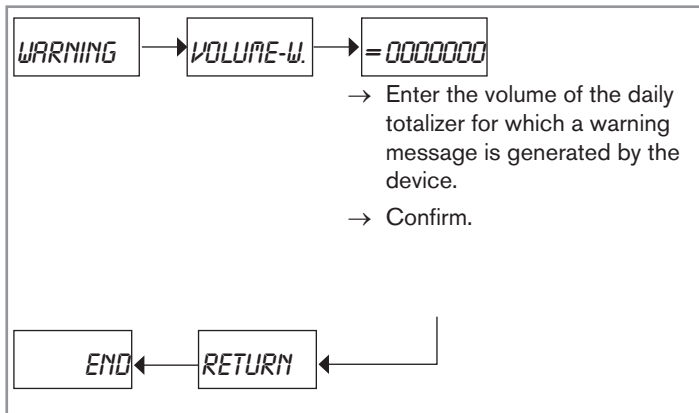 WARNING
VOLUME-W.
=0000000
→ Enter the volume of the daily
totalizer for which a warning
message is generated by the
device.
→ Confirm.
END
RETURN